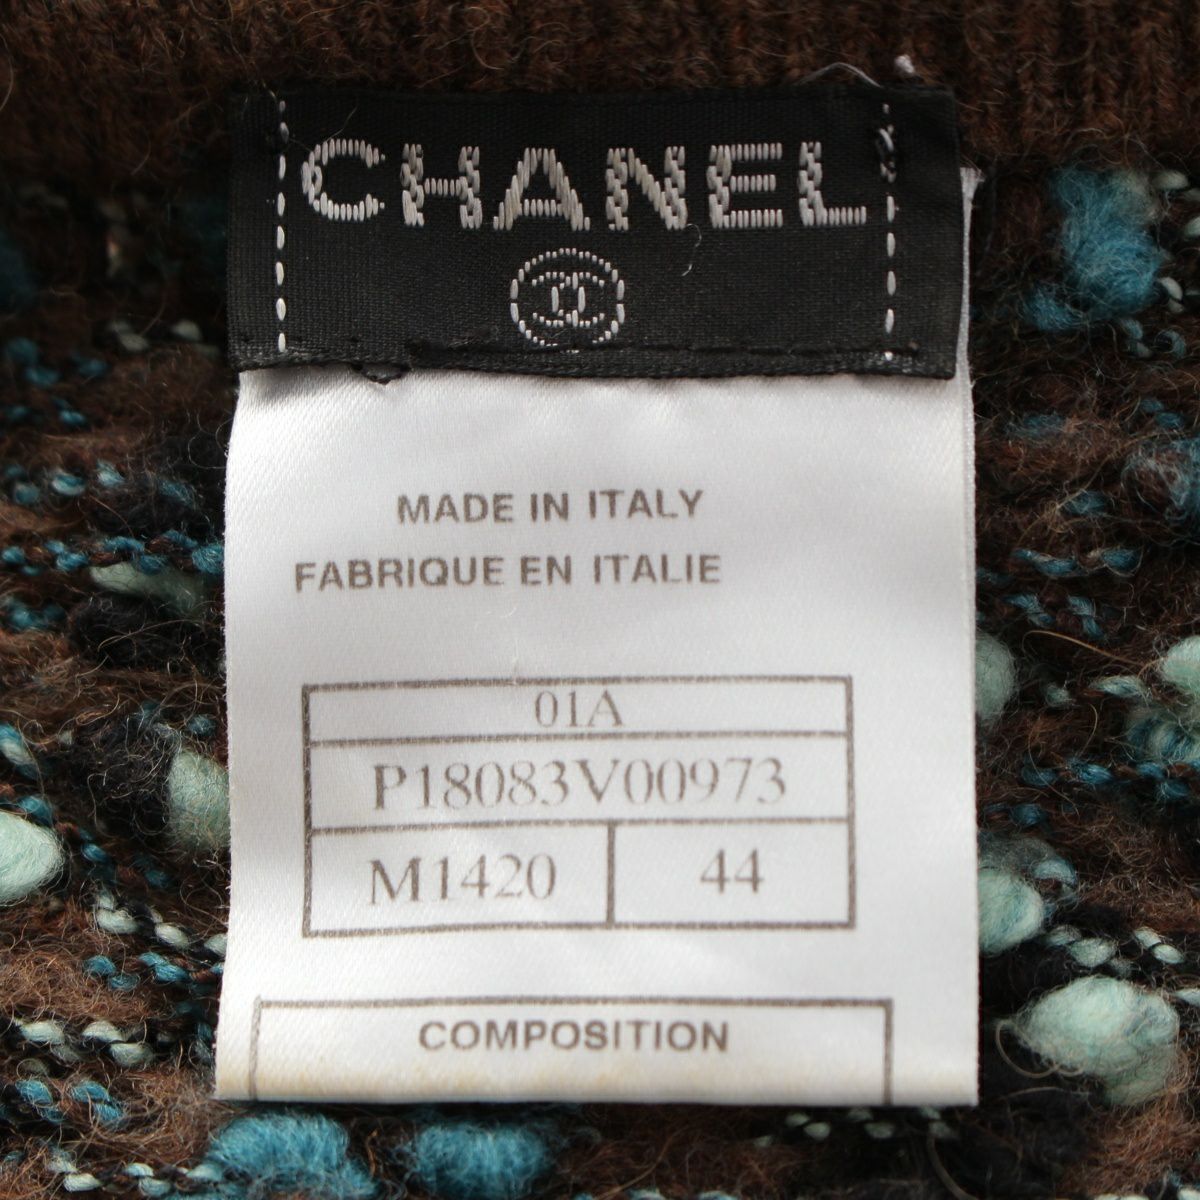 CHANEL
MADE IN ITALY
FABRIQUE EN ITALIE
01A
P18083V00973
M1420 44
COMPOSITION